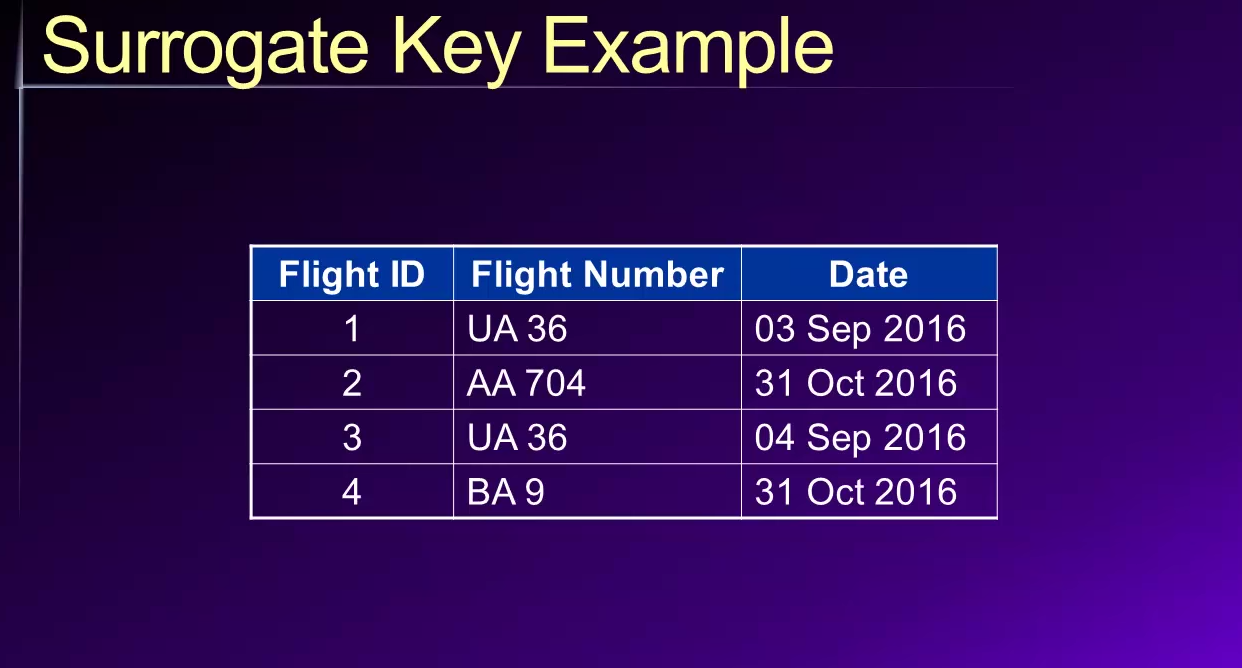 Surrogate Key Example
Flight ID Flight Number Date
1 UA 36 03 Sep 2016
2 AA 704 31 Oct 2016
3 UA 36 04 Sep 2016
4 BA 9 31 Oct 2016